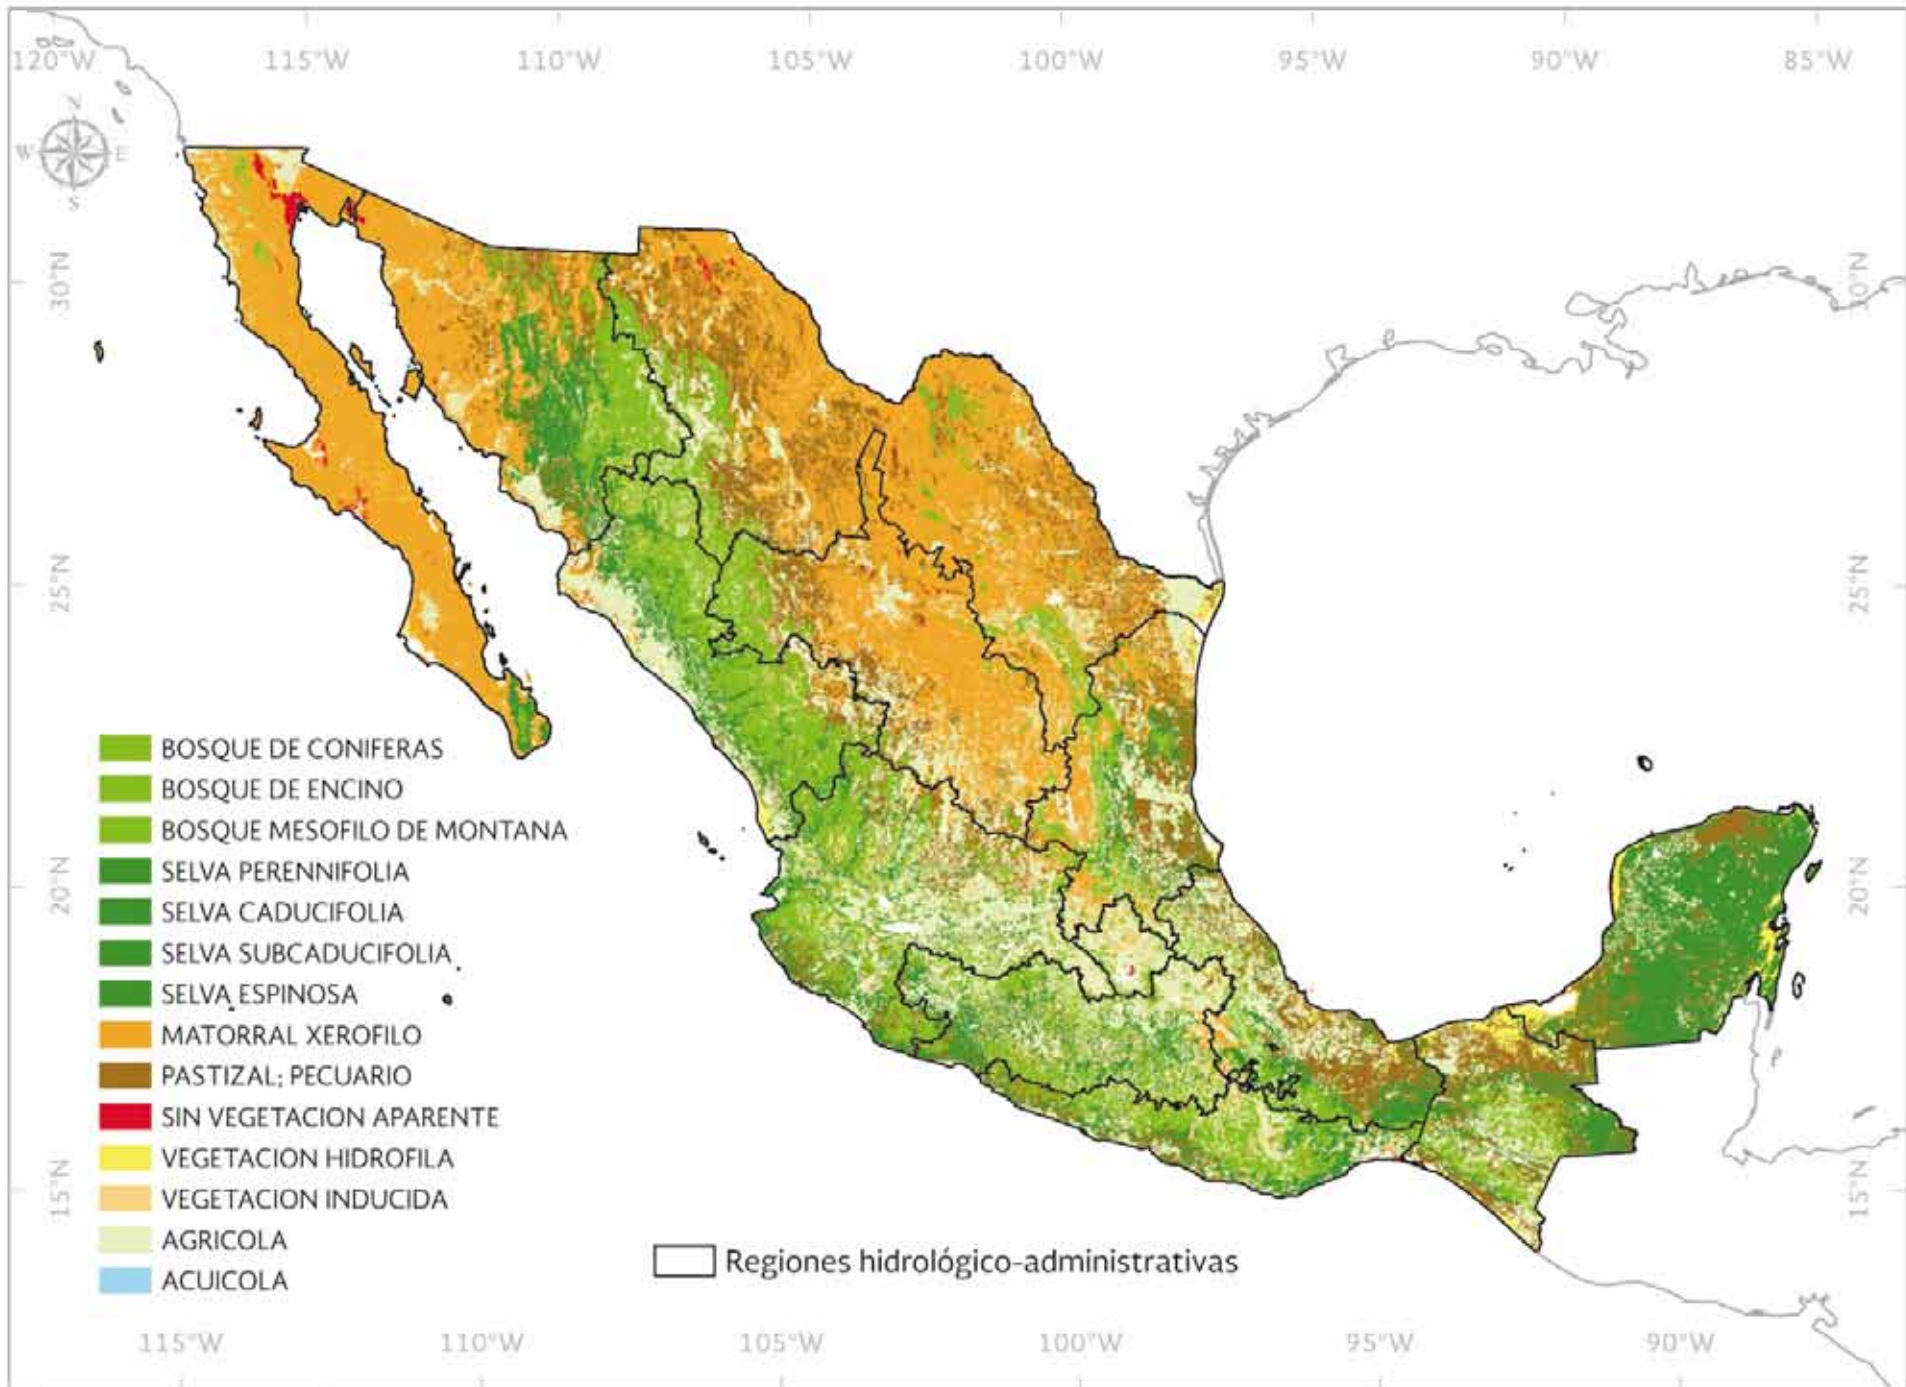 120°W 115°W 110°W 105°W 100°W 95°W 90°W 85°W
N
W E
S
30°N 30°N
25°N 25°N
20°N 20°N
15°N 15°N
BOSQUE DE CONIFERAS
BOSQUE DE ENCINO
BOSQUE MESOFILO DE MONTANA
SELVA PERENNIFOLIA
SELVA CADUCIFOLIA
SELVA SUBCADUCIFOLIA
SELVA ESPINOSA
MATORRAL XEROFILO
PASTIZAL; PECUARIO
SIN VEGETACION APARENTE
VEGETACION HIDROFILA
VEGETACION INDUCIDA
AGRICOLA
ACUICOLA
Regiones hidrológico-administrativas
115°W 110°W 105°W 100°W 95°W 90°W